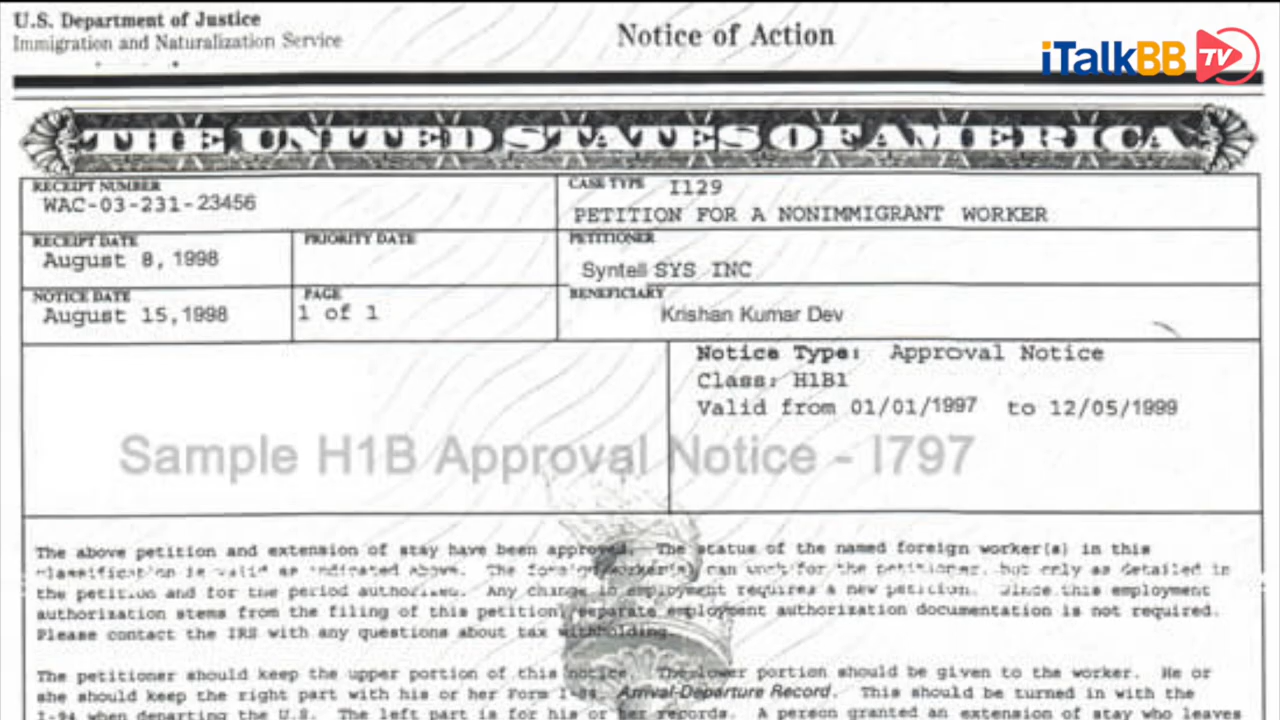 U.S. Department of Justice
Immigration and Naturalization Service
Notice of Action
iTalkBB TV
THE UNITED STATES OF AMERICA
RECEIPT NUMBER
WAC-03-231-23456
CASE TYPE I129
PETITION FOR A NONIMMIGRANT WORKER
RECEIPT DATE
August 8, 1998
PRIORITY DATE
PETITIONER
Syntell SYS INC
NOTICE DATE
August 15,1998
PAGE
1 of 1
BENEFICIARY
Krishan Kumar Dev
Notice Type: Approval Notice
Class: H1B1
Valid from 01/01/1997 to 12/05/1999
Sample H1B Approval Notice - I797
The above petition and extension of stay have been approved. The status of the named foreign worker(s) in this
classification is valid as indicated above. The foreign worker(s) can work for the petitioner, but only as detailed in
the petition and for the period authorized. Any change in employment requires a new petition. Since this employment
authorization stems from the filing of this petition, separate employment authorization documentation is not required.
Please contact the IRS with any questions about tax withholding.
The petitioner should keep the upper portion of this notice. The lower portion should be given to the worker. He or
she should keep the right part with his or her Form I-94, Arrival-Departure Record. This should be turned in with the
I-94 when departing the U.S. The left part is for his or her records. A person granted an extension of stay who leaves